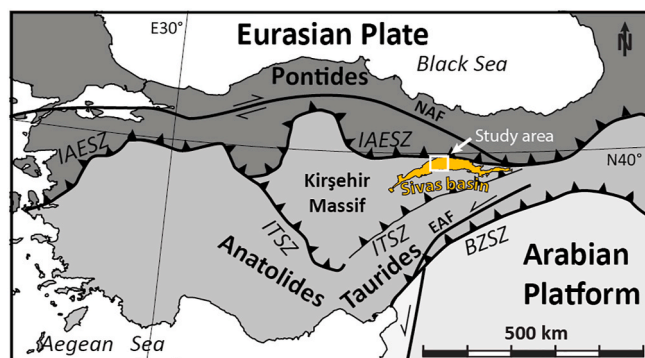 E30°
Eurasian Plate
Black Sea
N
Pontides
NAF
Study area
IAESZ
IAESZ
N40°
Kırşehir
Massif
Sivas basin
ITSZ
ITSZ
EAF
BZSZ
Anatolides
Taurides
Arabian
Platform
Aegean Sea
500 km